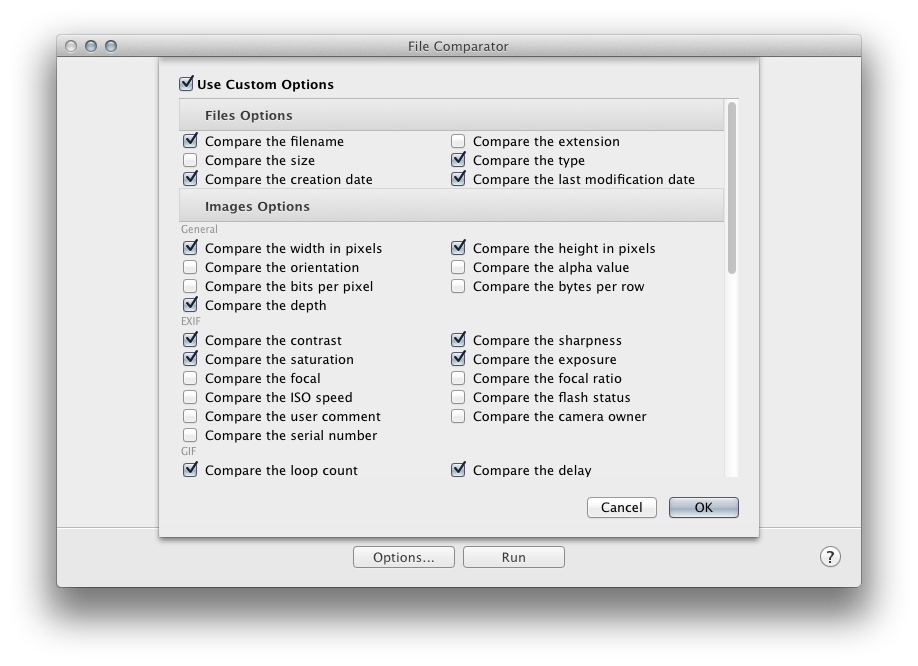 File Comparator
Use Custom Options
Files Options
Compare the filename Compare the extension
Compare the size Compare the type
Compare the creation date Compare the last modification date
Images Options
General
Compare the width in pixels Compare the height in pixels
Compare the orientation Compare the alpha value
Compare the bits per pixel Compare the bytes per row
Compare the depth
EXIF
Compare the contrast Compare the sharpness
Compare the saturation Compare the exposure
Compare the focal Compare the focal ratio
Compare the ISO speed Compare the flash status
Compare the user comment Compare the camera owner
Compare the serial number
GIF
Compare the loop count Compare the delay
Cancel OK
Options... Run ?